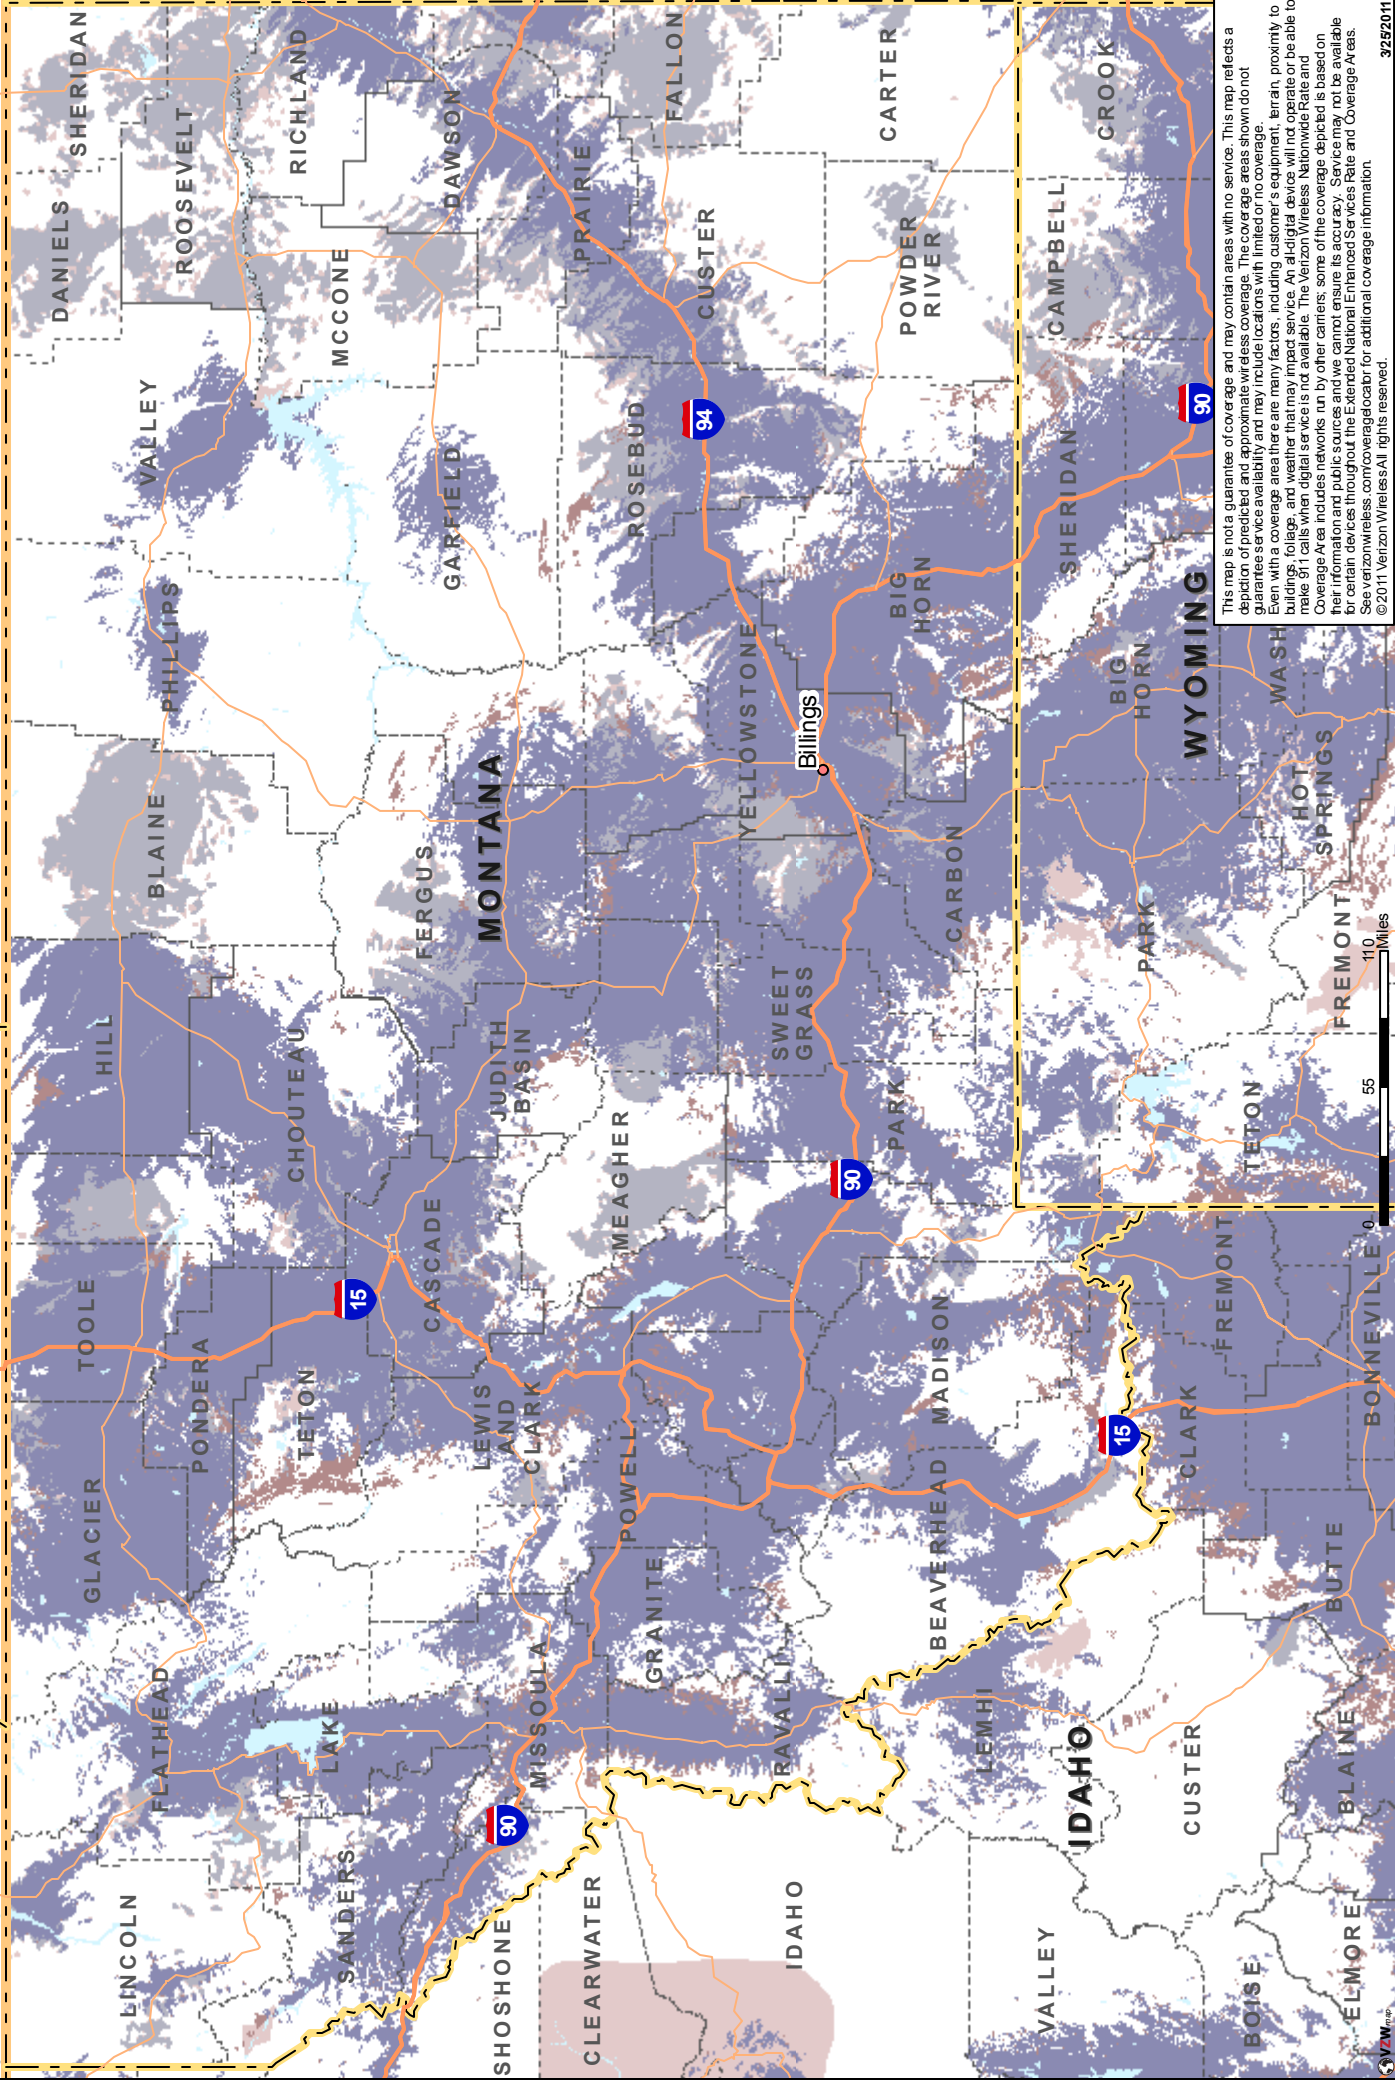 LINCOLN
FLATHEAD
GLACIER
TOOLE
HILL
BLAINE
PHILLIPS
VALLEY
DANIELS
SHERIDAN
ROOSEVELT
RICHLAND
SANDERS
LAKE
PONDERA
TETON
CHOUTEAU
15
CASCADE
FERGUS
GARFIELD
MCCONE
DAWSON
SHOSHONE
90
MISSOULA
LEWIS
AND
CLARK
JUDITH
BASIN
MONTANA
CLEARWATER
GRANITE
POWELL
MEAGHER
ROSEBUD
PRAIRIE
FALLON
IDAHO
RAVALLI
90
SWEET
GRASS
YELLOWSTONE
Billings
94
CUSTER
BEAVERHEAD
MADISON
PARK
CARBON
BIG
HORN
POWDER
RIVER
CARTER
LEMHI
IDAHO
VALLEY
CUSTER
15
CLARK
FREMONT
TETON
PARK
BIG
HORN
WYOMING
SHERIDAN
CAMPBELL
CROOK
90
BOISE
ELMORE
BLAINE
BUTTE
BONNEVILLE
FREMONT
HOT
SPRINGS
WASH
0
55
110
Miles
VZWmap
This map is not a guarantee of coverage and may contain areas with no service. This map reflects a
depiction of predicted and approximate wireless coverage. The coverage areas shown do not
guarantee service availability and may include locations with limited or no coverage.
Even with a coverage area there are many factors, including customer's equipment, terrain, proximity to
buildings, foliage, and weather that may impact service. An all-digital device will not operate or be able to
make 911 calls when digital service is not available. The Verizon Wireless Nationwide Rate and
Coverage Area includes networks run by other carriers; some of the coverage depicted is based on
their information and public sources and we cannot ensure its accuracy. Service may not be available
for certain devices throughout the Extended National Enhanced Services Rate and Coverage Areas.
See verizonwireless.com/coveragelocator for additional coverage information.
© 2011 Verizon Wireless All rights reserved.
3/25/2011